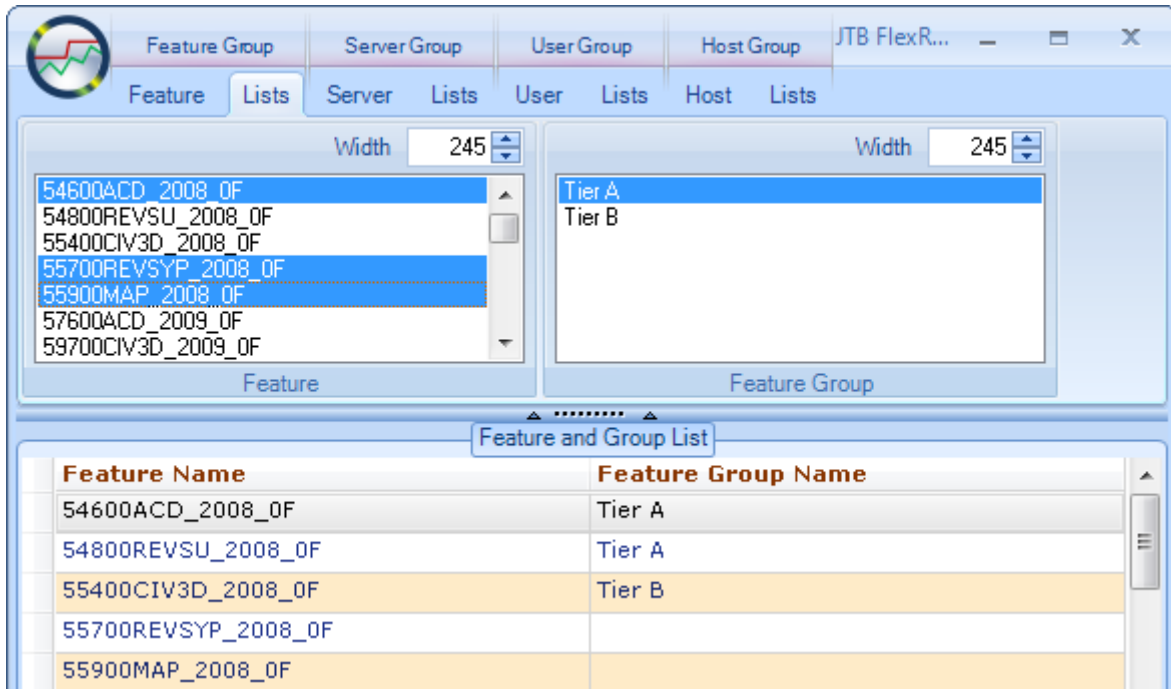 Feature Group Server Group User Group Host Group JTB FlexR...
Feature Lists Server Lists User Lists Host Lists
Width 245 Width 245
54600ACD_2008_0F
54800REVSU_2008_0F
55400CIV3D_2008_0F
55700REVSYP_2008_0F
55900MAP_2008_0F
57600ACD_2009_0F
59700CIV3D_2009_0F
Feature
Tier A
Tier B
Feature Group
Feature and Group List
Feature Name Feature Group Name
54600ACD_2008_0F Tier A
54800REVSU_2008_0F Tier A
55400CIV3D_2008_0F Tier B
55700REVSYP_2008_0F
55900MAP_2008_0F